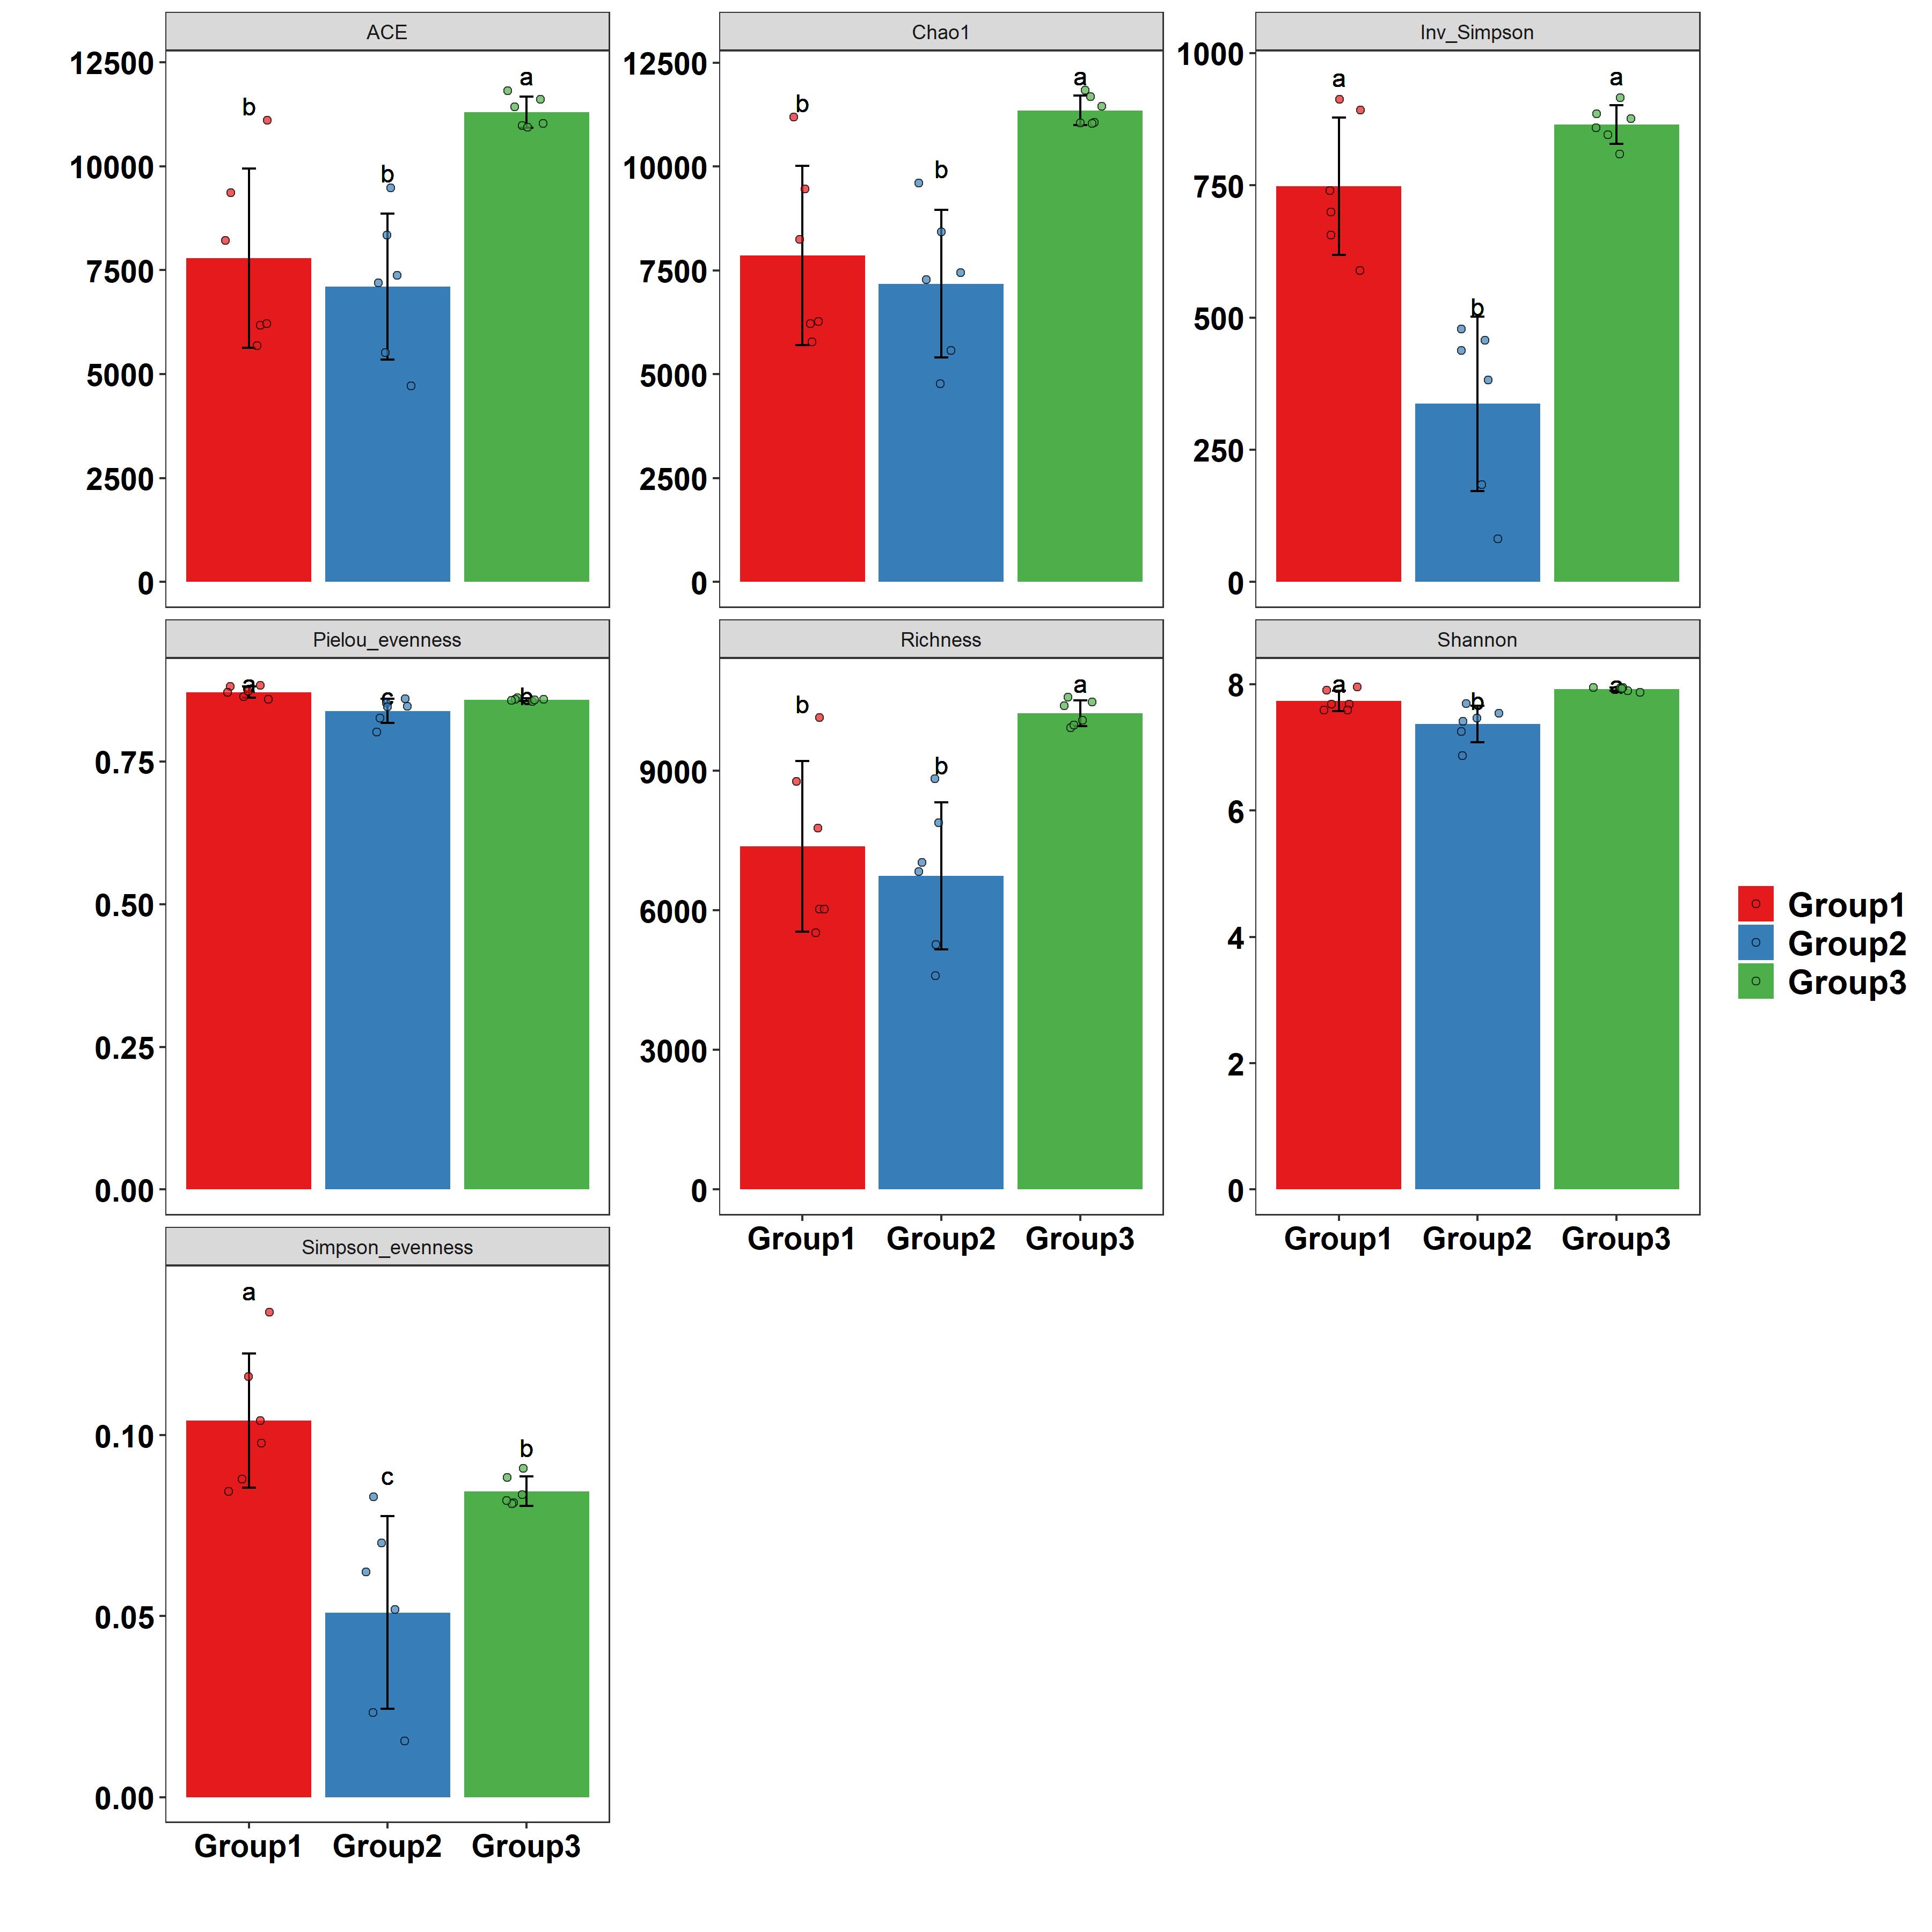 ACE
12500
10000
7500
5000
2500
0
b
b
a
Chao1
12500
10000
7500
5000
2500
0
b
b
a
Inv_Simpson
1000
750
500
250
0
a
b
a
Pielou_evenness
0.75
0.50
0.25
0.00
a
c
b
Richness
9000
6000
3000
0
b
b
a
Group1 Group2 Group3
Shannon
8
6
4
2
0
a
b
a
Group1 Group2 Group3
Simpson_evenness
0.10
0.05
0.00
a
c
b
Group1 Group2 Group3
Group1
Group2
Group3